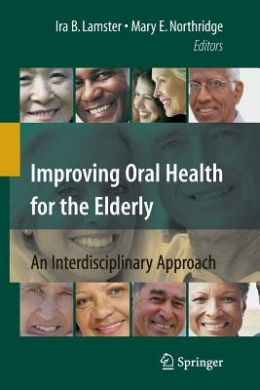 Ira B. Lamster • Mary E. Northridge
Editors
Improving Oral Health
for the Elderly
An Interdisciplinary Approach
Springer